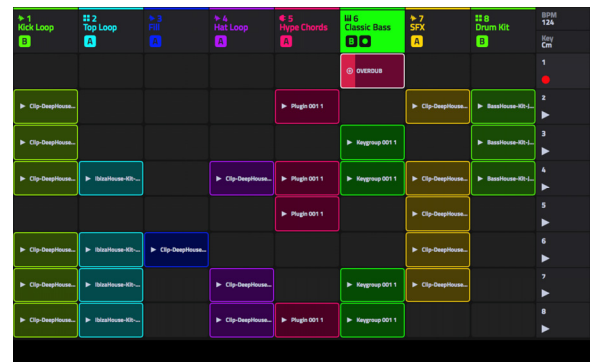 1 2 3 4 5 6 7 8 BPM
Kick Loop Top Loop Fill Hat Loop Hype Chords Classic Bass SFX Drum Kit 124
B A A A A B A B Key
Cm
OVERDUB 1
Clip-DeepHouse... Plugin 001 1 Clip-DeepHouse... BassHouse-Kit-J... 2
Clip-DeepHouse... Keygroup 001 1 BassHouse-Kit-J... 3
Clip-DeepHouse... IbizaHouse-Kit-... Clip-DeepHouse... Plugin 001 1 Keygroup 001 1 Clip-DeepHouse... BassHouse-Kit-J... 4
Plugin 001 1 Clip-DeepHouse... 5
Clip-DeepHouse... IbizaHouse-Kit-... Clip-DeepHouse... Clip-DeepHouse... 6
Clip-DeepHouse... IbizaHouse-Kit-... Clip-DeepHouse... Keygroup 001 1 Clip-DeepHouse... 7
Clip-DeepHouse... IbizaHouse-Kit-... Clip-DeepHouse... Plugin 001 1 Keygroup 001 1 8